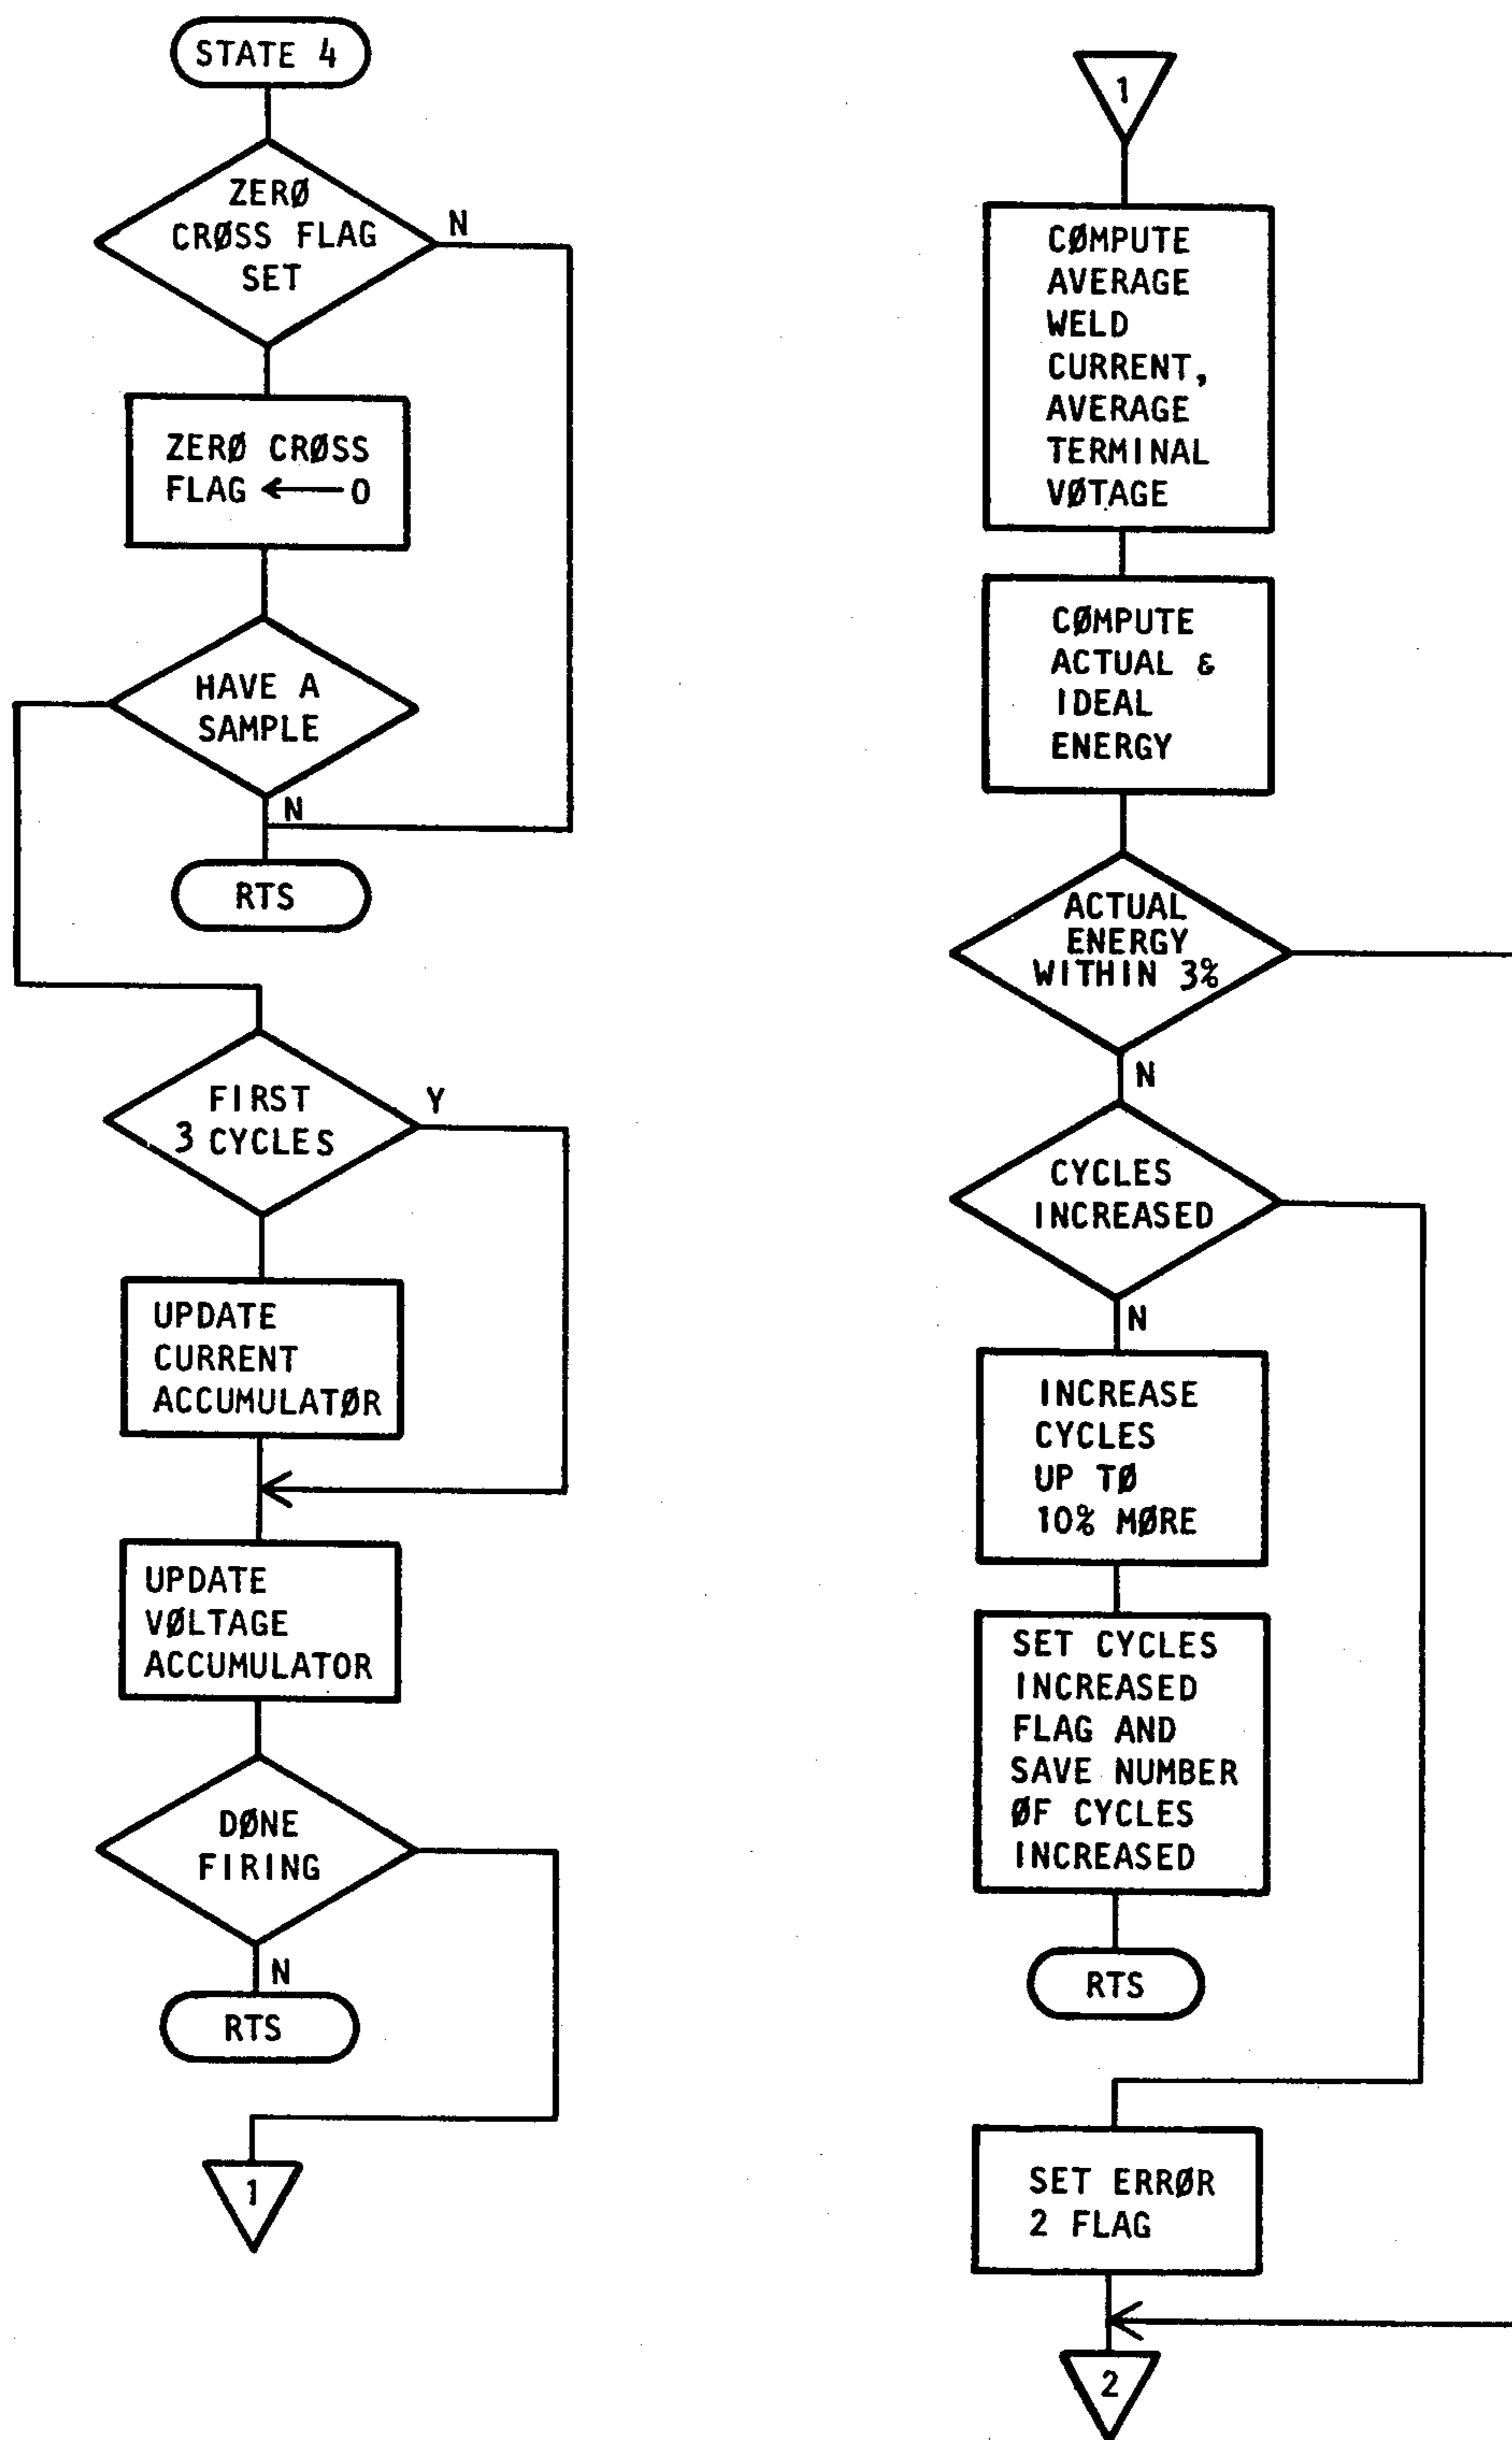 STATE 4
ZERØ
CRØSS FLAG
SET
N
ZERØ CRØSS
FLAG ← 0
HAVE A
SAMPLE
N
RTS
FIRST
3 CYCLES
Y
UPDATE
CURRENT
ACCUMULATØR
UPDATE
VØLTAGE
ACCUMULATOR
DØNE
FIRING
N
RTS
1
1
CØMPUTE
AVERAGE
WELD
CURRENT,
AVERAGE
TERMINAL
VØTAGE
CØMPUTE
ACTUAL &
IDEAL
ENERGY
ACTUAL
ENERGY
WITHIN 3%
N
CYCLES
INCREASED
N
INCREASE
CYCLES
UP TØ
10% MØRE
SET CYCLES
INCREASED
FLAG AND
SAVE NUMBER
ØF CYCLES
INCREASED
RTS
SET ERRØR
2 FLAG
2